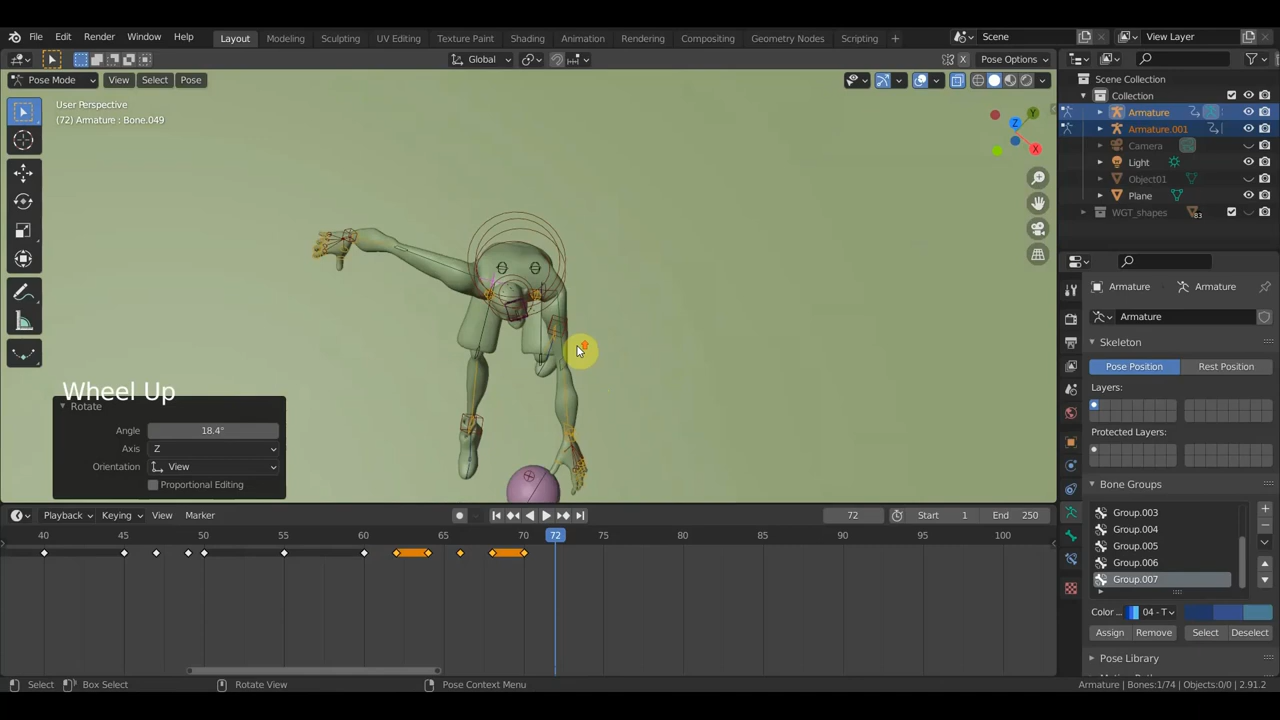 File Edit Render Window Help Layout Modeling Sculpting UV Editing Texture Paint Shading Animation Rendering Compositing Geometry Nodes Scripting + Scene View Layer
Global Pose Options
Pose Mode View Select Pose
User Perspective
(72) Armature : Bone.049
Z
Y
X
Scene Collection
Collection
Armature
Armature.001
Camera
Light
Object01
Plane
WGT_shapes 83
Armature Armature
Armature
Skeleton
Pose Position Rest Position
Layers:
Protected Layers:
Bone Groups
Group.003
Group.004
Group.005
Group.006
Group.007
Color ... 04 - T
Assign Remove Select Deselect
Pose Library
Wheel Up
Rotate
Angle 18.4°
Axis Z
Orientation View
Proportional Editing
Playback Keying View Marker 72 Start 1 End 250
40 45 50 55 60 65 70 72 75 80 85 90 95 100
Select Box Select Rotate View Pose Context Menu Armature | Bones:1/74 | Objects:0/0 | 2.91.2